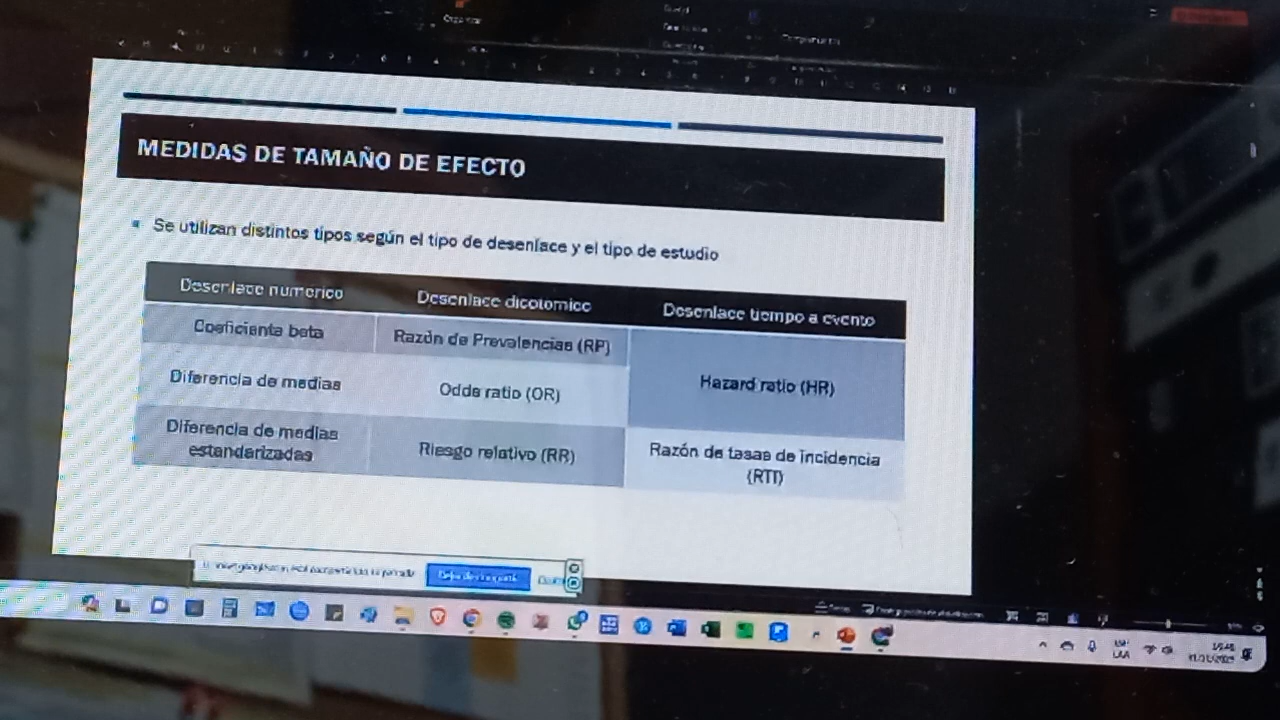 MEDIDAS DE TAMAÑO DE EFECTO
Se utilizan distintos tipos según el tipo de desenlace y el tipo de estudio
Desenlace numérico
Desenlace dicotomico
Desenlace tiempo a evento
Coeficiente beta
Razón de Prevalencias (RP)
Hazard ratio (HR)
Diferencia de medias
Odds ratio (OR)
Diferencia de medias
estandarizadas
Riesgo relativo (RR)
Razón de tasas de incidencia
(RTI)